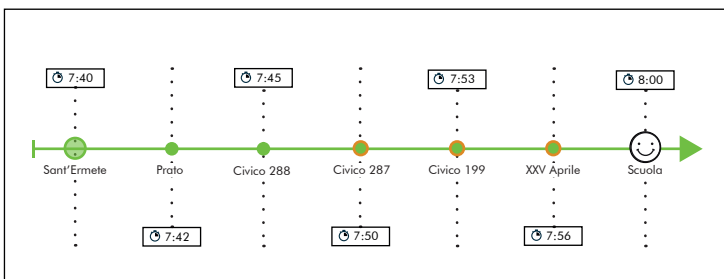 7:40
7:45
7:53
8:00
Sant'Ermete
Prato
Civico 288
Civico 287
Civico 199
XXV Aprile
Scuola
7:42
7:50
7:56